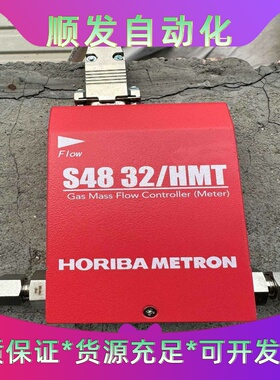 顺发自动化
Flow
S48 32/HMT
Gas Mass Flow Controller (Meter)
HORIBA METRON
质保证*货源充足*可开发